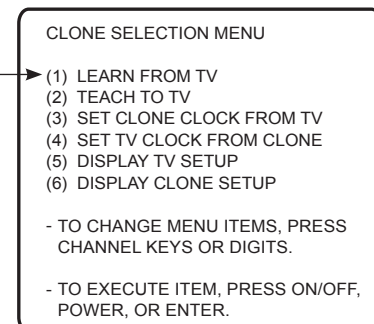 CLONE SELECTION MENU
(1) LEARN FROM TV
(2) TEACH TO TV
(3) SET CLONE CLOCK FROM TV
(4) SET TV CLOCK FROM CLONE
(5) DISPLAY TV SETUP
(6) DISPLAY CLONE SETUP
- TO CHANGE MENU ITEMS, PRESS
CHANNEL KEYS OR DIGITS.
- TO EXECUTE ITEM, PRESS ON/OFF,
POWER, OR ENTER.